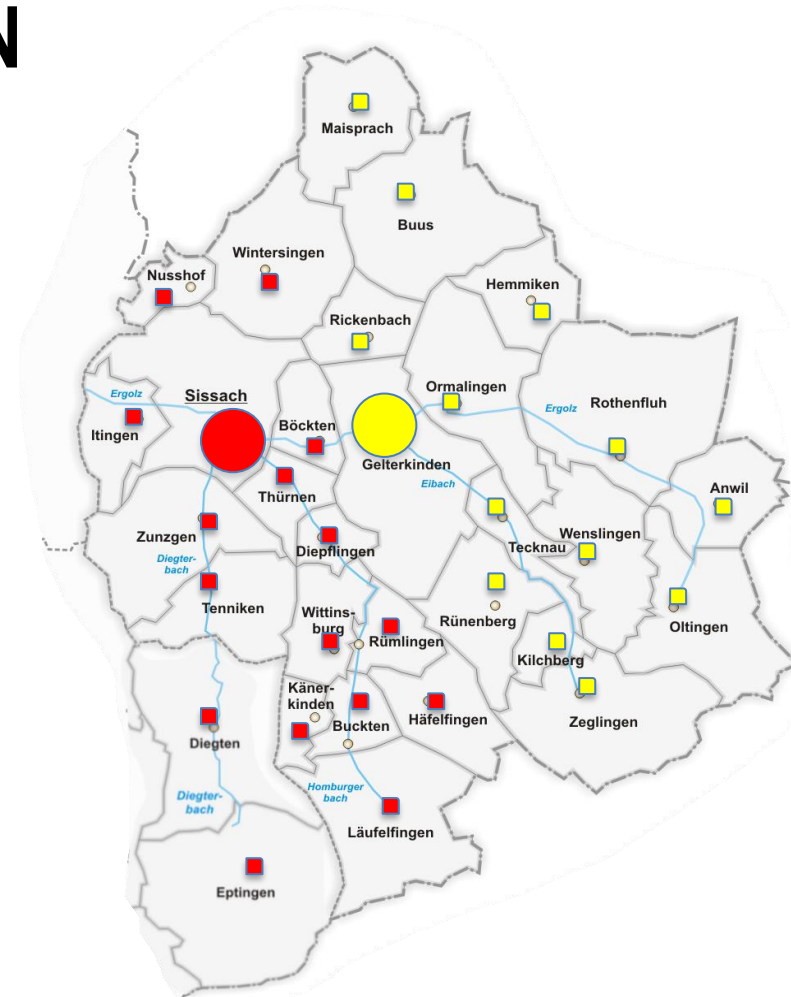 N
Maisprach
Buus
Wintersingen
Nusshof
Hemmiken
Rickenbach
Ormalingen
Ergolz
Sissach
Rothenfluh
Ergolz
Itingen
Böckten
Gelterkinden
Eibach
Thürnen
Anwil
Zunzgen
Diepflingen
Tecknau
Wenslingen
Diegter-
bach
Tenniken
Wittins-
burg
Rümlingen
Rünenberg
Oltingen
Kilchberg
Käner-
kinden
Buckten
Häfelfingen
Zeglingen
Diegten
Diegter-
bach
Homburger
bach
Läufelfingen
Eptingen